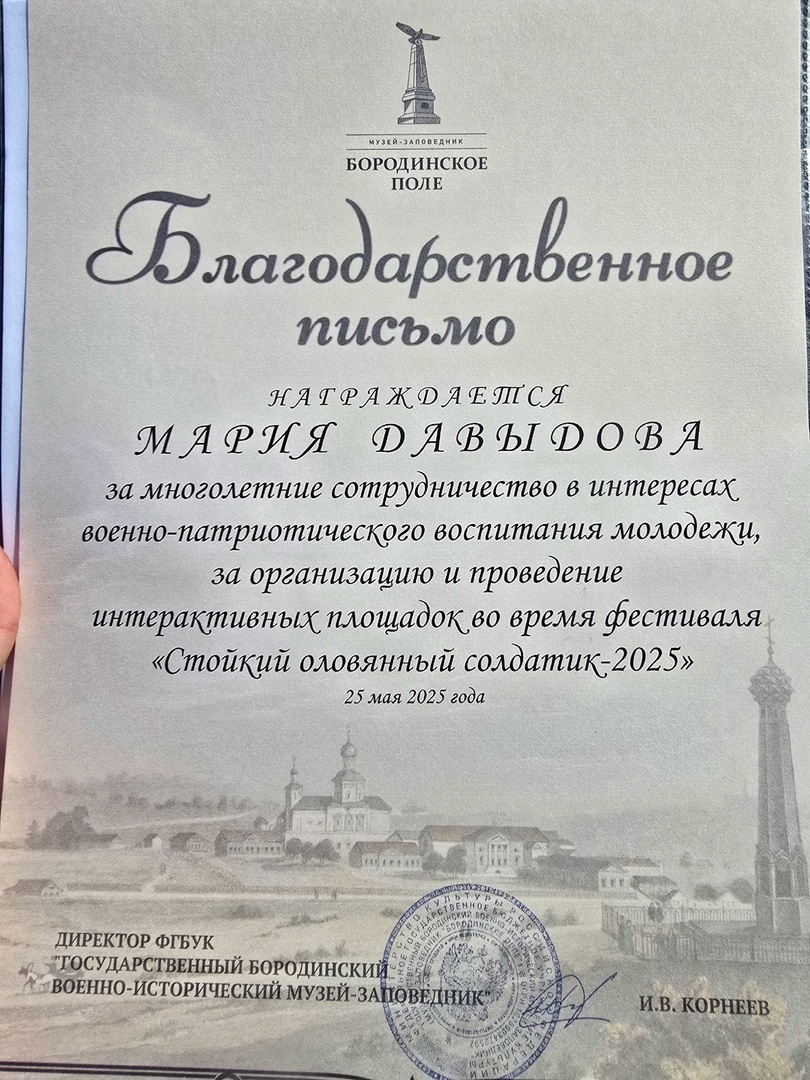 МУЗЕЙ-ЗАПОВЕДНИК
БОРОДИНСКОЕ
ПОЛЕ
Благодарственное
письмо
НАГРАЖДАЕТСЯ
МАРИЯ ДАВЫДОВА
за многолетние сотрудничество в интересах
военно-патриотического воспитания молодежи,
за организацию и проведение
интерактивных площадок во время фестиваля
«Стойкий оловянный солдатик-2025»
25 мая 2025 года
ДИРЕКТОР ФГБУК
"ГОСУДАРСТВЕННЫЙ БОРОДИНСКИЙ
ВОЕННО-ИСТОРИЧЕСКИЙ МУЗЕЙ-ЗАПОВЕДНИК"
И.В. КОРНЕЕВ